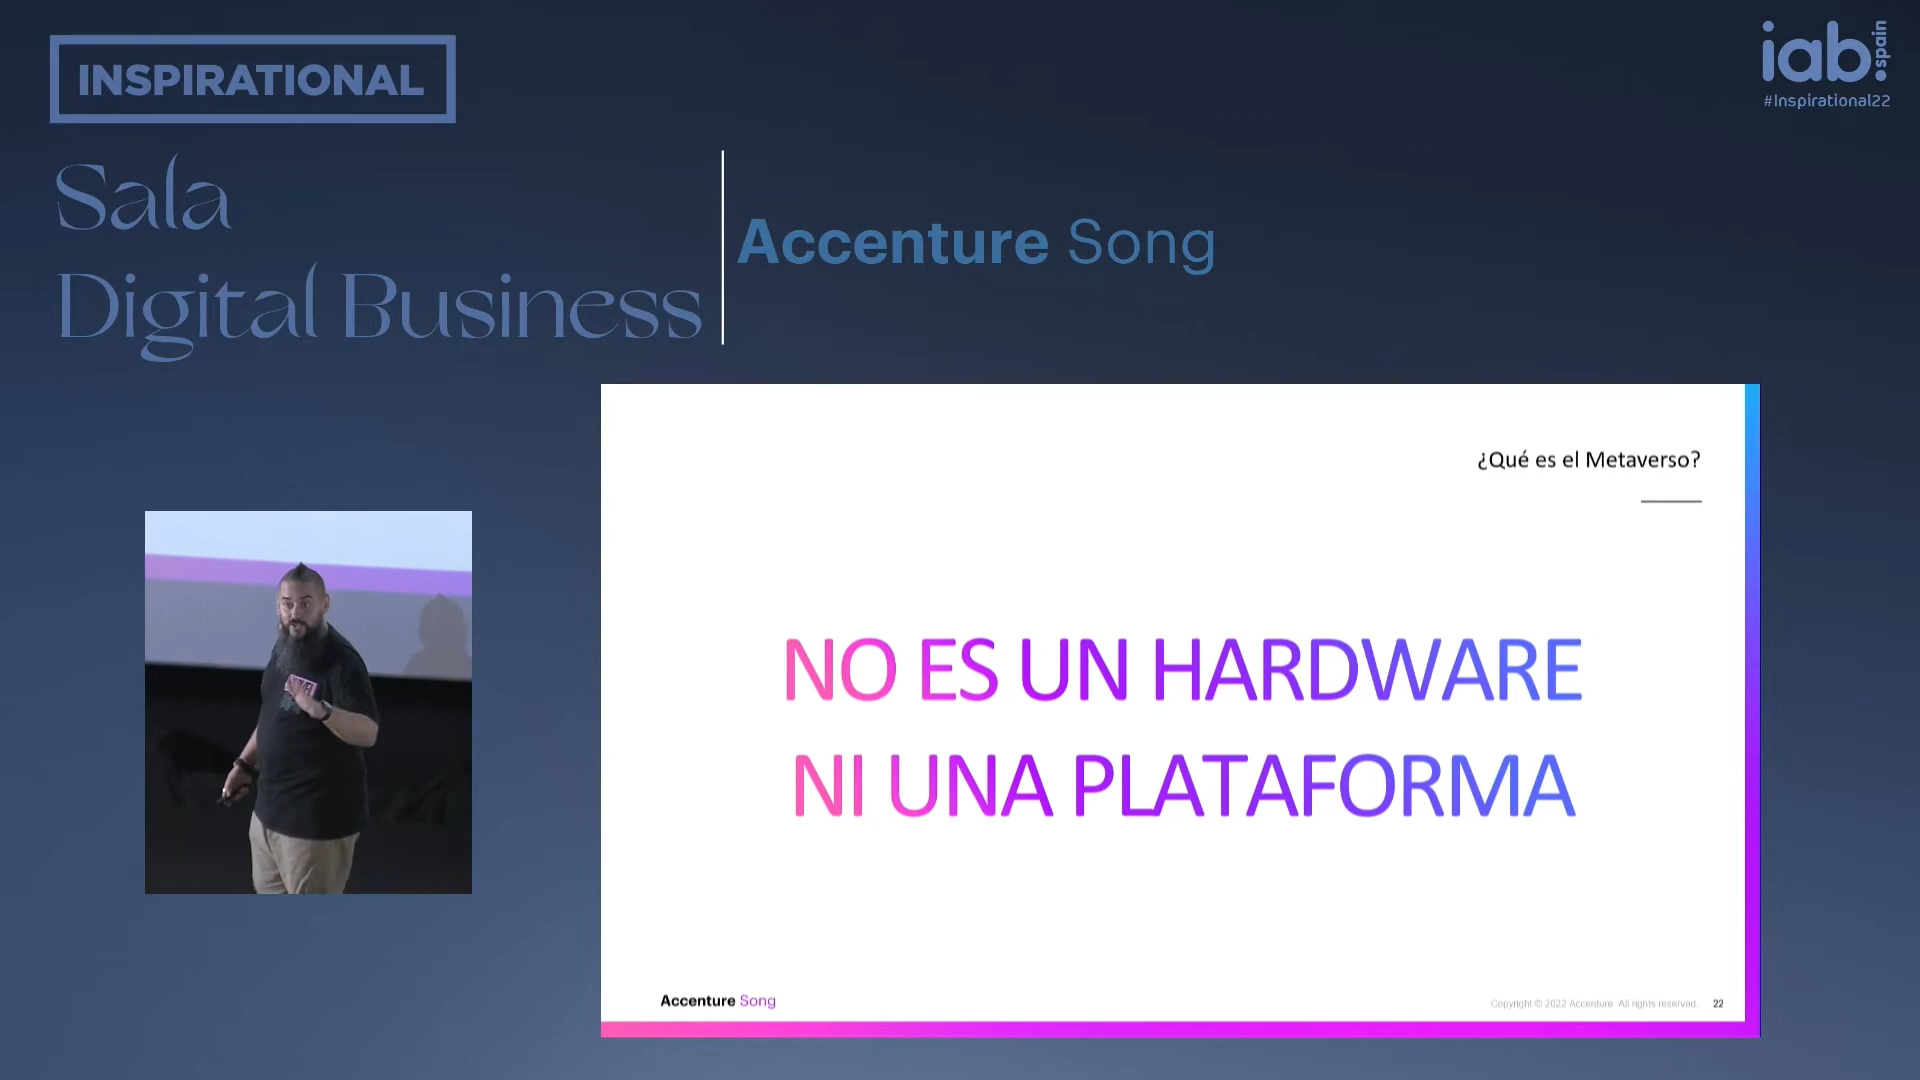 INSPIRATIONAL
iab.spain
#Inspirational22
Sala
Digital Business
Accenture Song
¿Qué es el Metaverso?
NO ES UN HARDWARE
NI UNA PLATAFORMA
Accenture Song
Copyright © 2022 Accenture. All rights reserved. 22